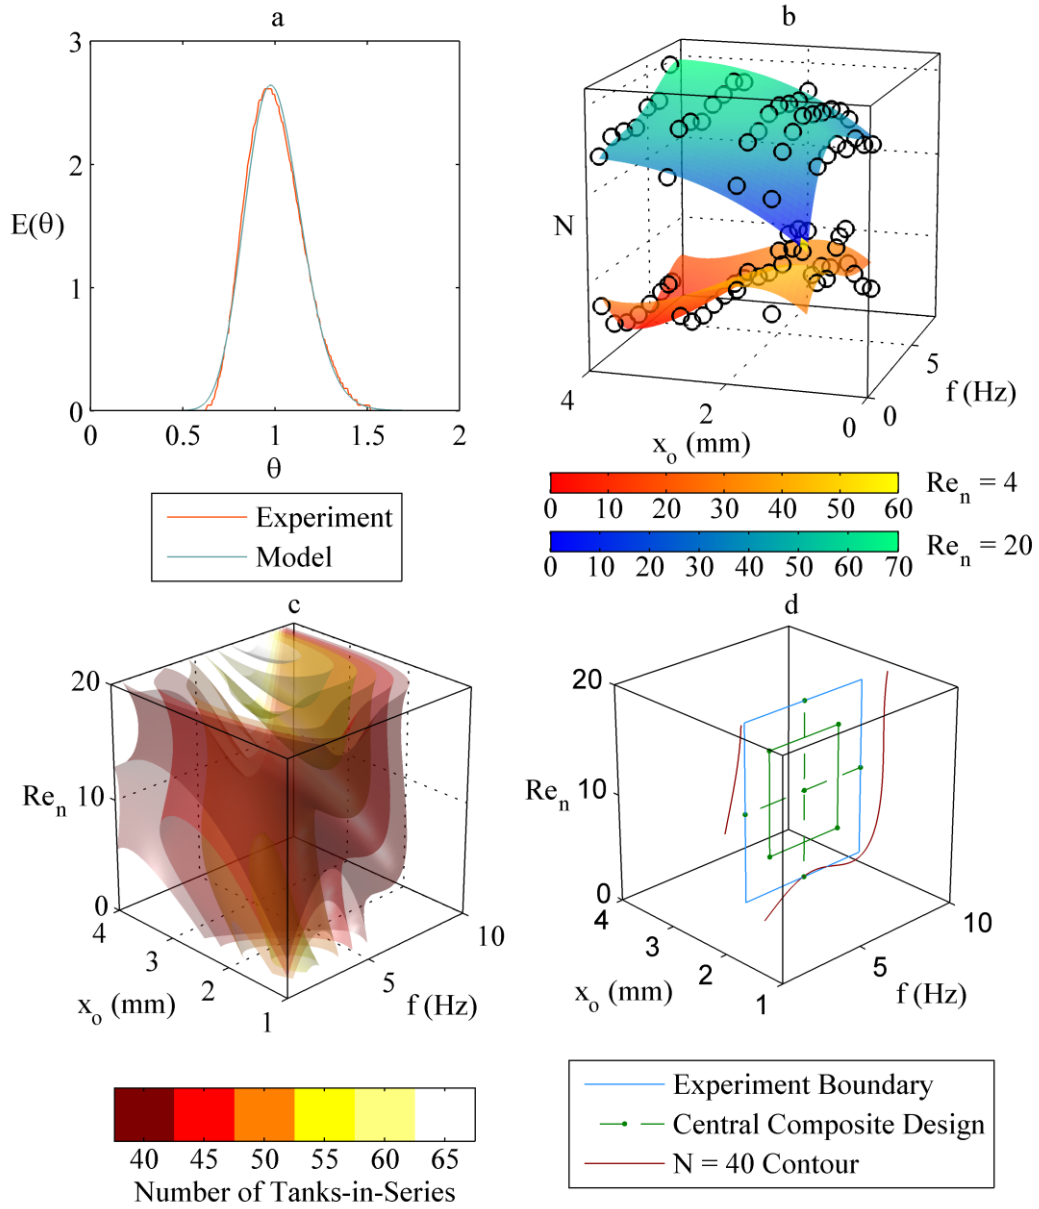 a
3
2
E(θ)
1
0
0
0.5
1
1.5
2
θ
Experiment
Model
b
N
4
2
0
x_o (mm)
0
5
f (Hz)
0 10 20 30 40 50 60
Re_n = 4
0 10 20 30 40 50 60 70
Re_n = 20
c
20
Re_n
10
0
4
3
2
1
x_o (mm)
5
10
f (Hz)
40 45 50 55 60 65
Number of Tanks-in-Series
d
20
Re_n
10
0
4
3
2
1
x_o (mm)
5
10
f (Hz)
Experiment Boundary
Central Composite Design
N = 40 Contour